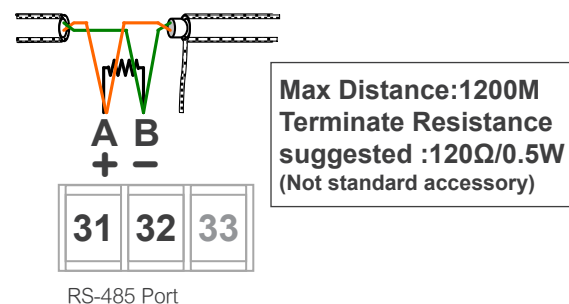 Max Distance:1200M
Terminate Resistance
suggested :120Ω/0.5W
(Not standard accessory)
A B
+ −
31 32 33
RS-485 Port